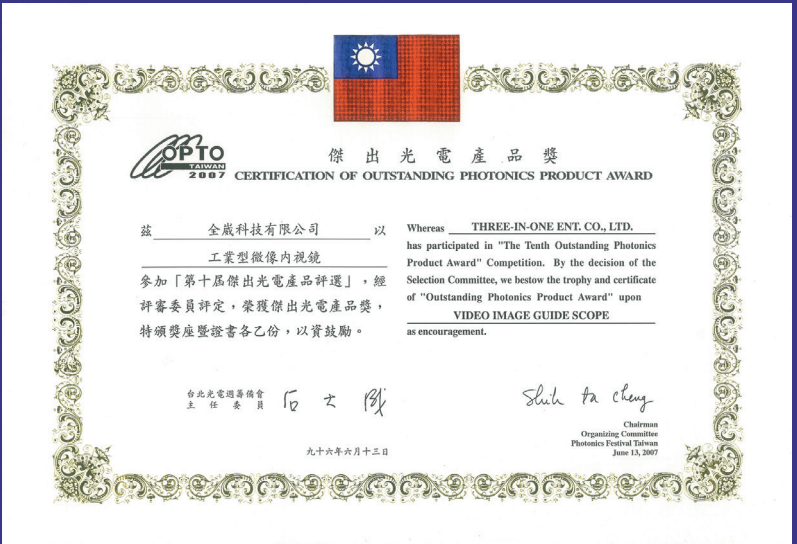 OPTO
TAIWAN
2007
傑出光電產品獎
CERTIFICATION OF OUTSTANDING PHOTONICS PRODUCT AWARD
茲 全崴科技有限公司 以
工業型微像內視鏡
參加「第十屆傑出光電產品評選」，經
評審委員評定，榮獲傑出光電產品獎，
特頒獎座暨證書各乙份，以資鼓勵。
台北光電週籌備會
主任委員
九十六年六月十三日
Whereas THREE-IN-ONE ENT. CO., LTD.
has participated in "The Tenth Outstanding Photonics
Product Award" Competition. By the decision of the
Selection Committee, we bestow the trophy and certificate
of "Outstanding Photonics Product Award" upon
VIDEO IMAGE GUIDE SCOPE
as encouragement.
Shih ta Cheng
Chairman
Organizing Committee
Photonics Festival Taiwan
June 13, 2007